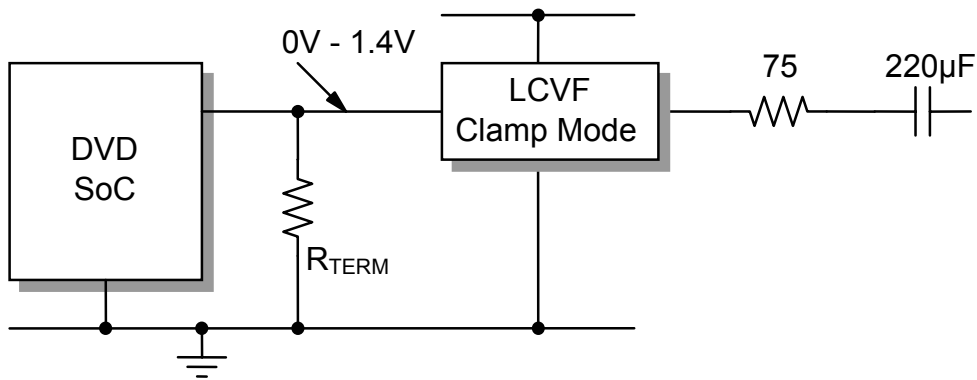 0V - 1.4V
DVD
SoC
LCVF
Clamp Mode
75
220µF
RTERM